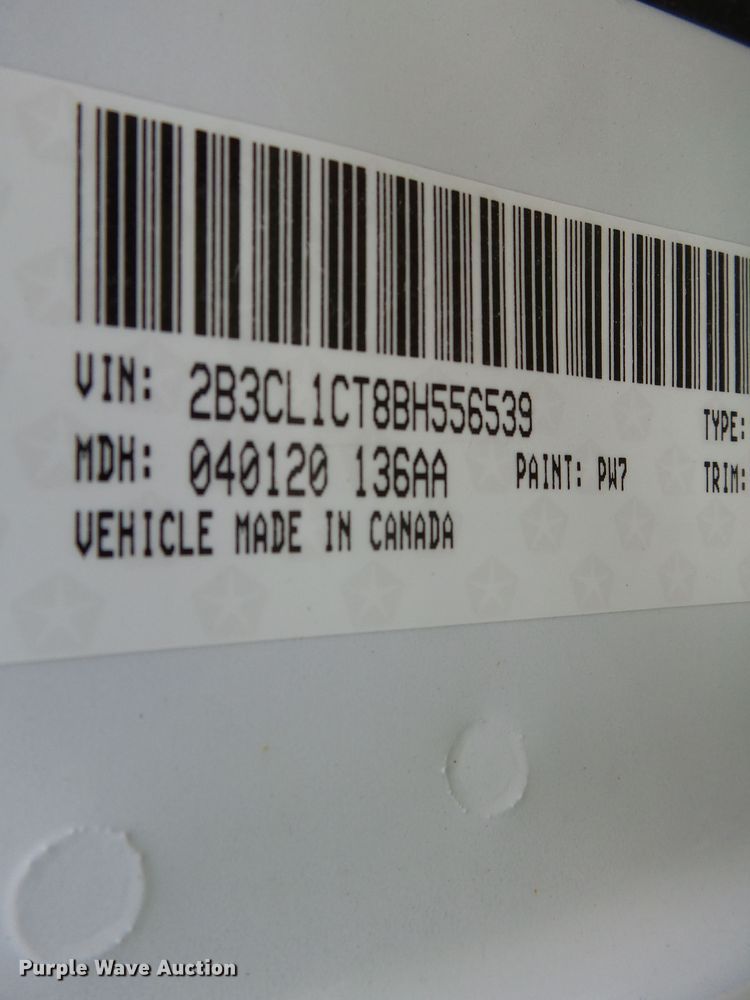 VIN: 2B3CL1CT8BH556539 TYPE:
MDH: 040120 136AA PAINT: PW7 TRIM:
VEHICLE MADE IN CANADA
Purple Wave Auction